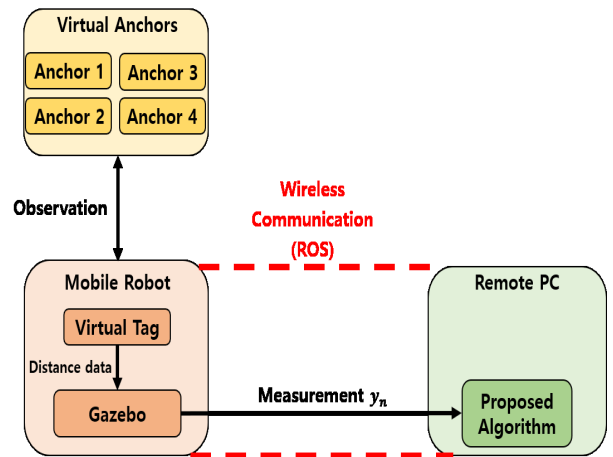 Virtual Anchors
Anchor 1
Anchor 3
Anchor 2
Anchor 4
Observation
Wireless
Communication
(ROS)
Mobile Robot
Virtual Tag
Distance data
Gazebo
Measurement yₙ
Remote PC
Proposed
Algorithm